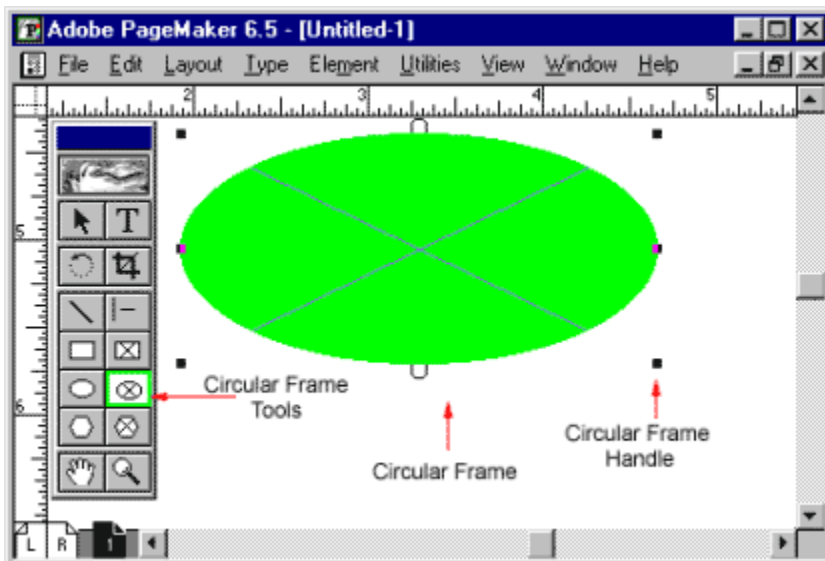 Adobe PageMaker 6.5 - [Untitled-1]
File Edit Layout Type Element Utilities View Window Help
2 3 4 5
T
5
Circular Frame
Tools
6
Circular Frame
Circular Frame
Handle
L R 1